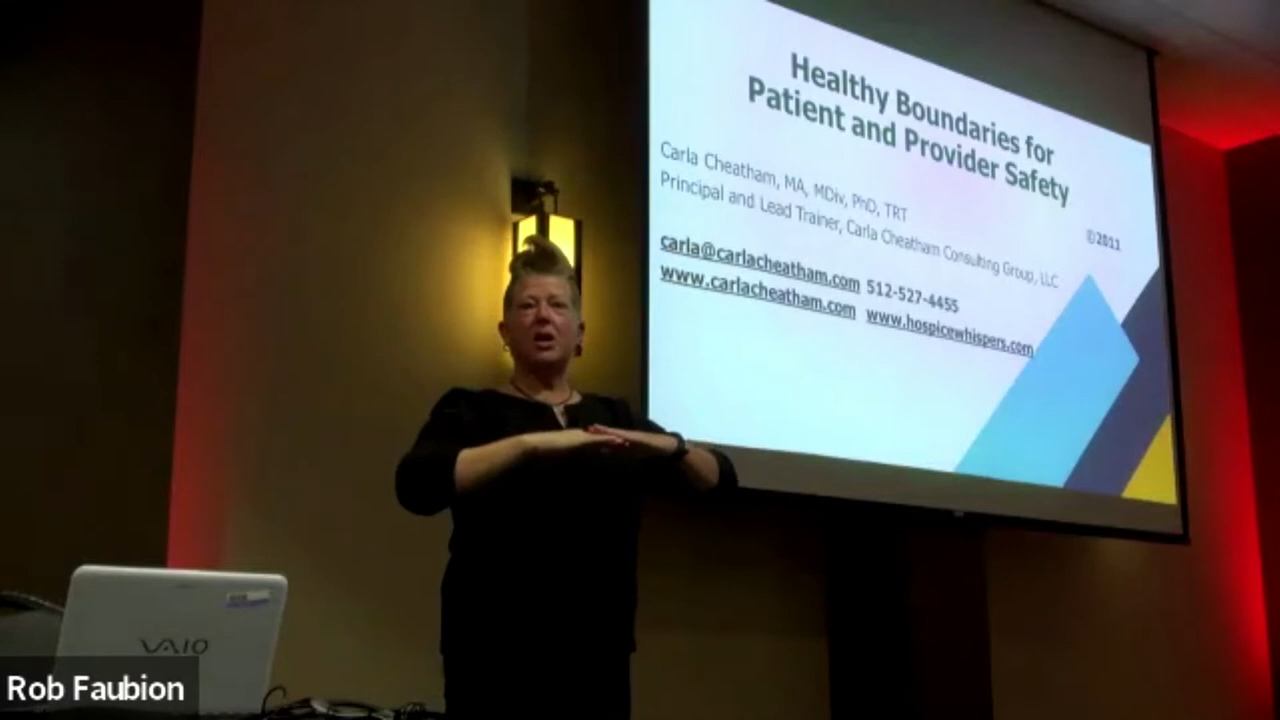 Healthy Boundaries for
Patient and Provider Safety
Carla Cheatham, MA, MDiv, PhD, TRT
Principal and Lead Trainer, Carla Cheatham Consulting Group, LLC
©2011
carla@carlacheatham.com 512-527-4455
www.carlacheatham.com www.hospicewhispers.com
VAIO
Rob Faubion